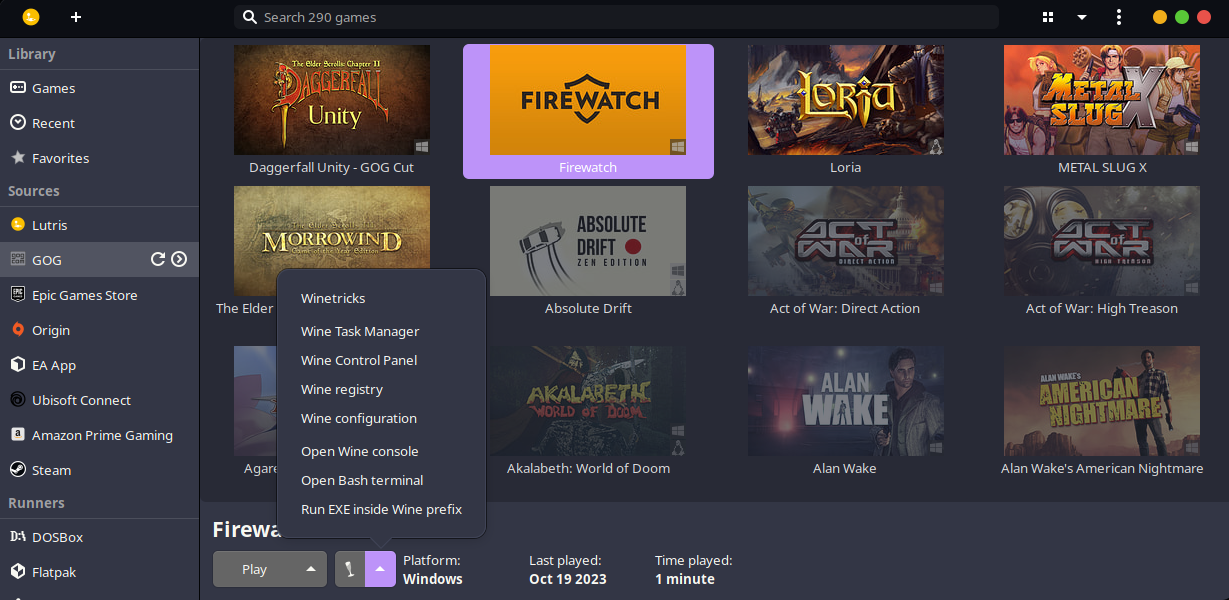 Search 290 games
Library
Games
Recent
Favorites
Sources
Lutris
GOG
Epic Games Store
Origin
EA App
Ubisoft Connect
Amazon Prime Gaming
Steam
Runners
DOSBox
Flatpak
The Elder Scrolls: Chapter II
DAGGERFALL
Unity
Daggerfall Unity - GOG Cut
FIREWATCH
Firewatch
LORIA
Loria
METAL
SLUG X
METAL SLUG X
The Elder Scrolls
MORROWIND
Game of the Year Edition
The Elder
ABSOLUTE
DRIFT
ZEN EDITION
Absolute Drift
ACT
of
WAR
DIRECT ACTION
Act of War: Direct Action
ACT
of
WAR
HIGH TREASON
Act of War: High Treason
Agare
AKALABETH
WORLD OF DOOM
Akalabeth: World of Doom
ALAN
WAKE
Alan Wake
ALAN WAKE'S
AMERICAN
NIGHTMARE
Alan Wake's American Nightmare
Winetricks
Wine Task Manager
Wine Control Panel
Wine registry
Wine configuration
Open Wine console
Open Bash terminal
Run EXE inside Wine prefix
Firewa
Play
Platform:
Windows
Last played:
Oct 19 2023
Time played:
1 minute